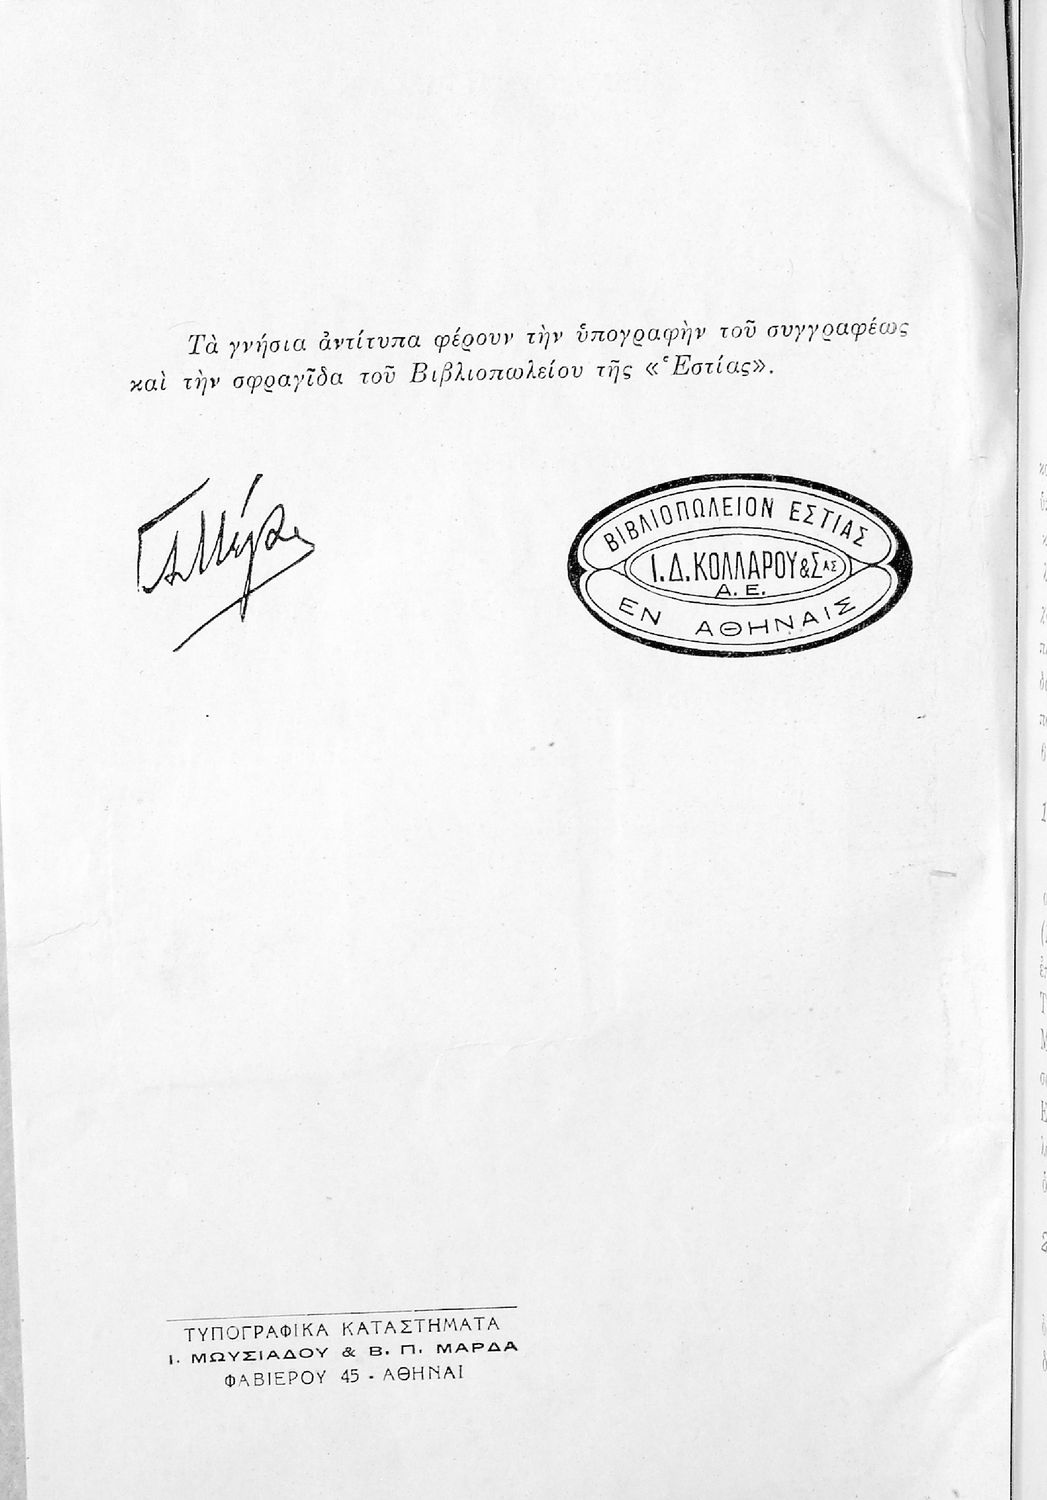 Τὰ γνήσια ἀντίτυπα φέρουν τὴν ὑπογραφὴν τοῦ συγγραφέως
καὶ τὴν σφραγῖδα τοῦ Βιβλιοπωλείου τῆς «Ἑστίας».
ΒΙΒΛΙΟΠΩΛΕΙΟΝ ΕΣΤΙΑΣ
Ι. Δ. ΚΟΛΛΑΡΟΥ & ΣΑΣ
Α. Ε.
ΕΝ ΑΘΗΝΑΙΣ
ΤΥΠΟΓΡΑΦΙΚΑ ΚΑΤΑΣΤΗΜΑΤΑ
Ι. ΜΩΥΣΙΑΔΟΥ & Β. Π. ΜΑΡΔΑ
ΦΑΒΙΕΡΟΥ 45 - ΑΘΗΝΑΙ